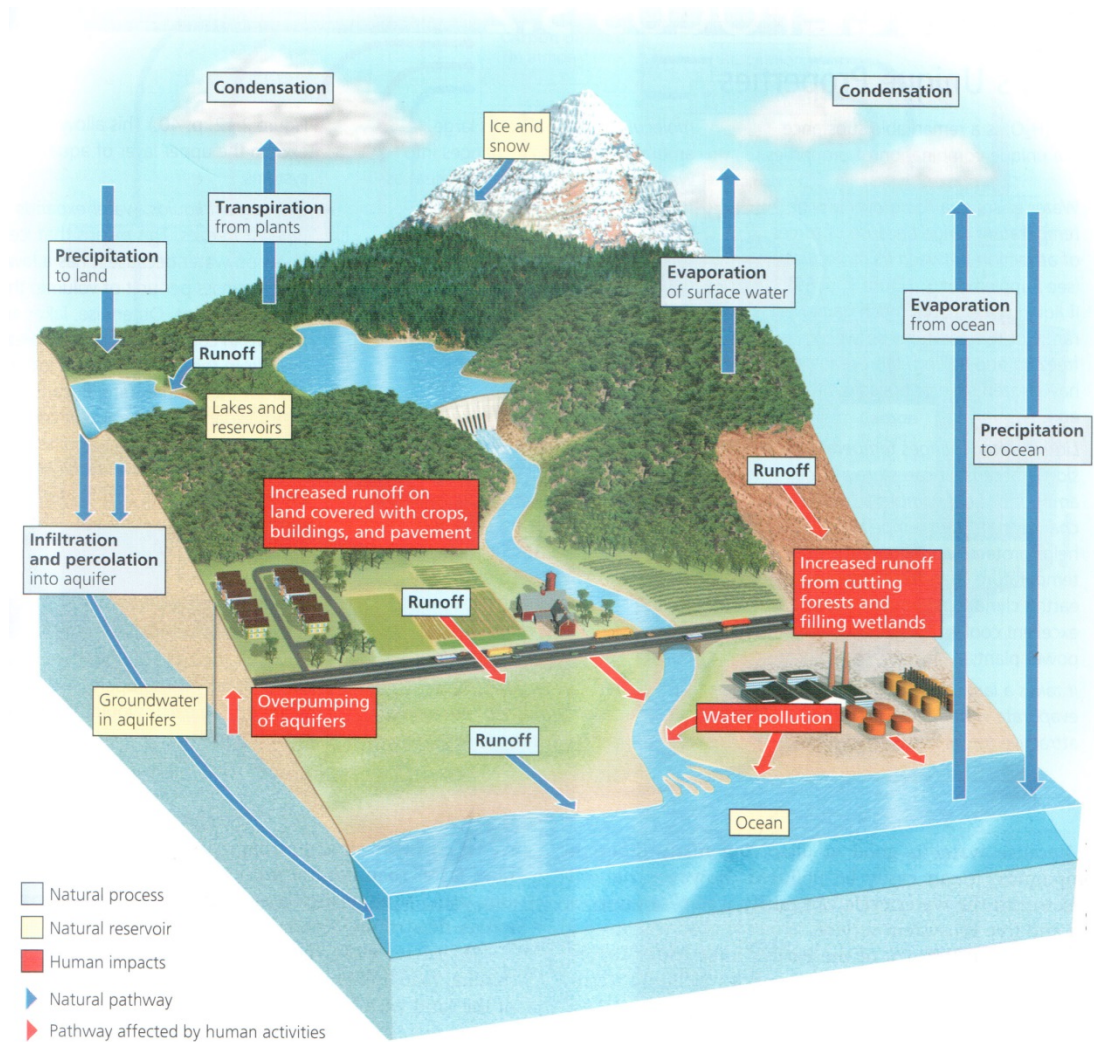 Condensation
Condensation
Ice and
snow
Transpiration
from plants
Precipitation
to land
Evaporation
of surface water
Evaporation
from ocean
Runoff
Lakes and
reservoirs
Precipitation
to ocean
Runoff
Increased runoff on
land covered with crops,
buildings, and pavement
Infiltration
and percolation
into aquifer
Increased runoff
from cutting
forests and
filling wetlands
Runoff
Groundwater
in aquifers
Overpumping
of aquifers
Water pollution
Runoff
Ocean
Natural process
Natural reservoir
Human impacts
Natural pathway
Pathway affected by human activities